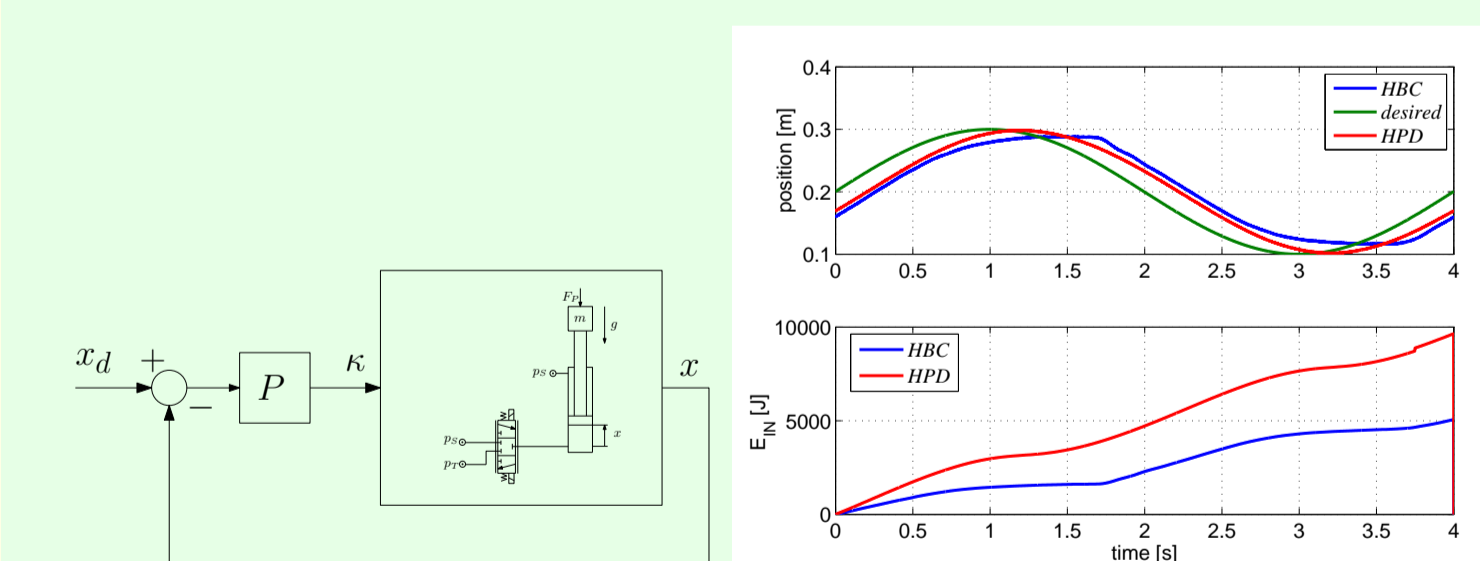 x_d
+
−
P
κ
F_P
m
g
p_S
x
p_S
p_T
x
0.4
0.3
0.2
0.1
position [m]
0 0.5 1 1.5 2 2.5 3 3.5 4
HBC
desired
HPD
10000
5000
0
E_IN [J]
0 0.5 1 1.5 2 2.5 3 3.5 4
time [s]
HBC
HPD